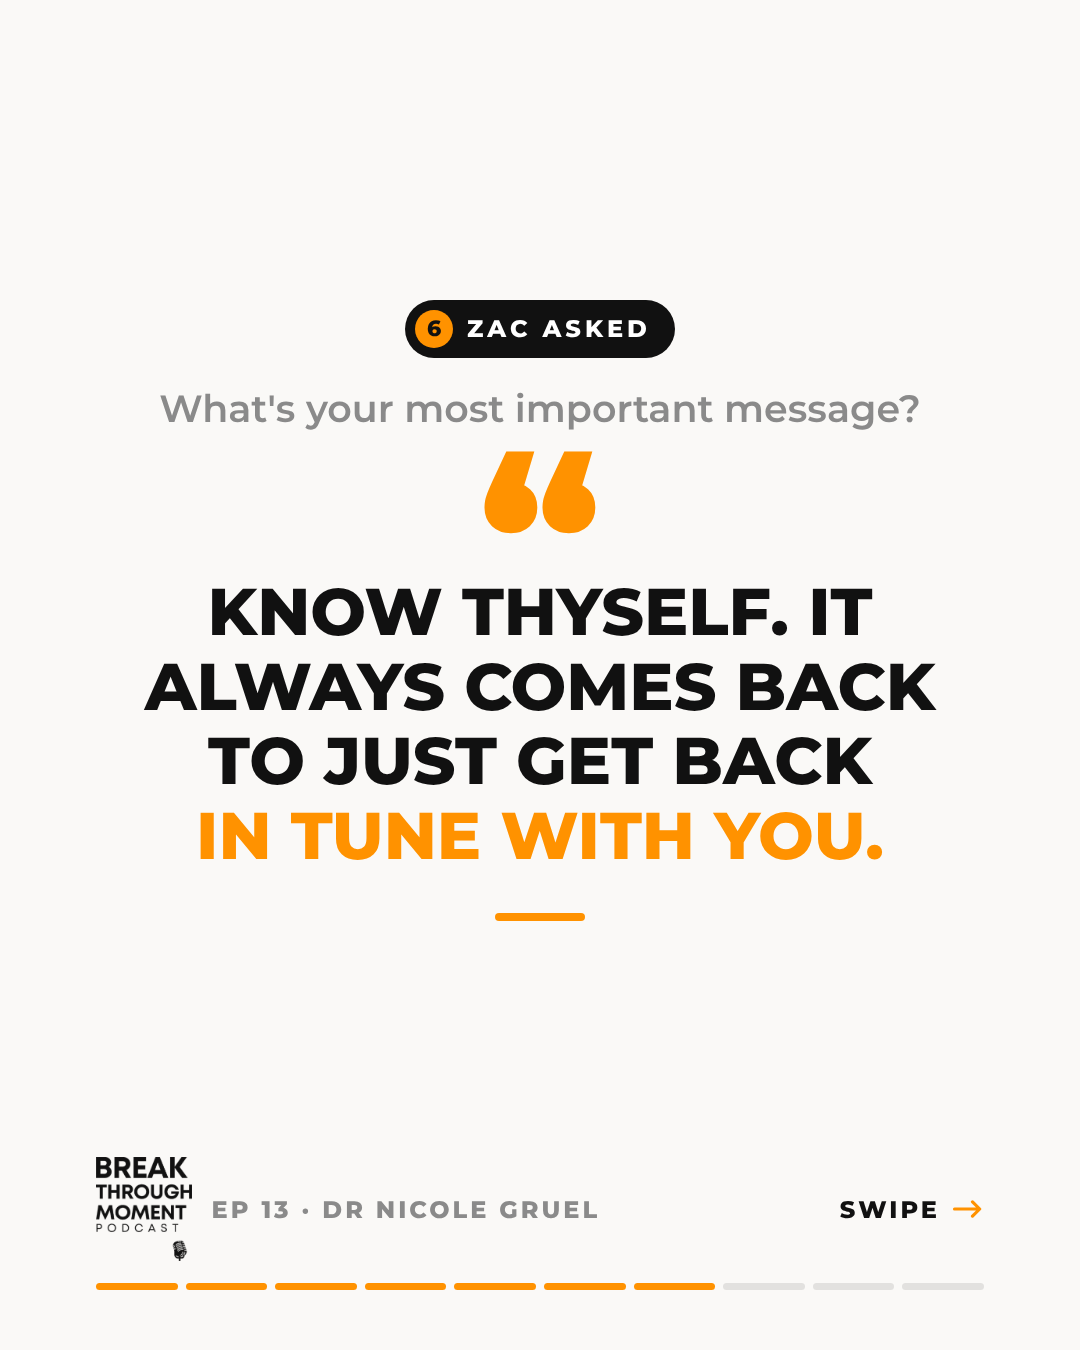 6 ZAC ASKED
What's your most important message?
“
KNOW THYSELF. IT
ALWAYS COMES BACK
TO JUST GET BACK
IN TUNE WITH YOU.
BREAK
THROUGH
MOMENT
PODCAST
EP 13 · DR NICOLE GRUEL
SWIPE →